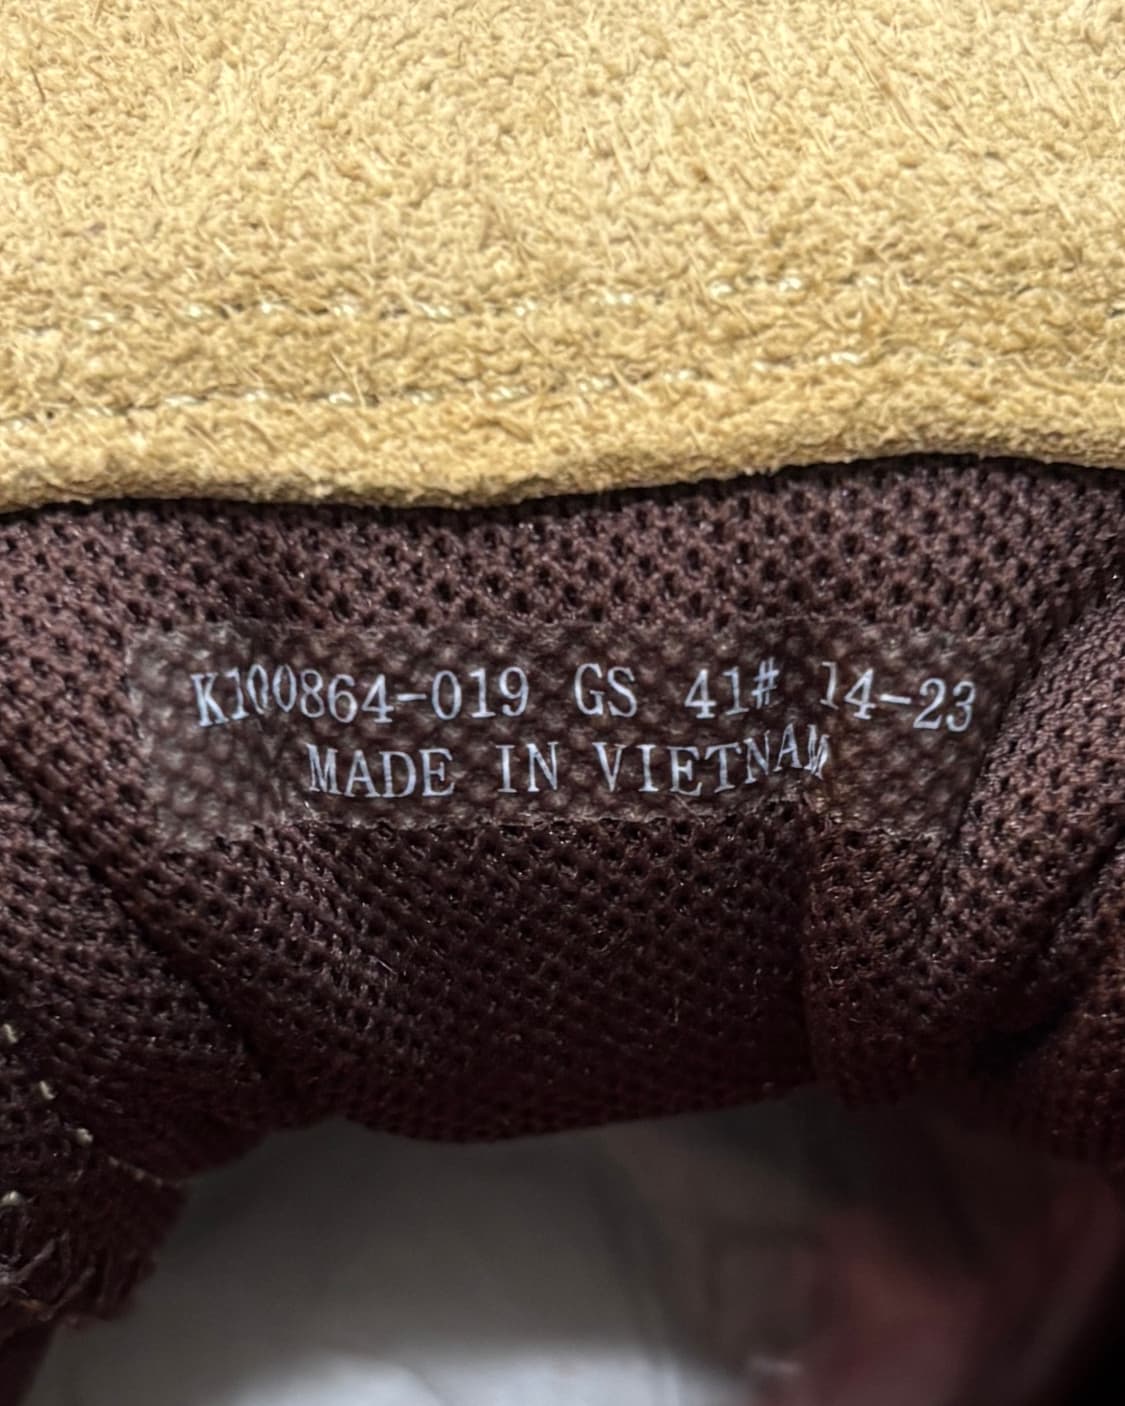 K100864-019 GS 41# 14-23
MADE IN VIETNAM